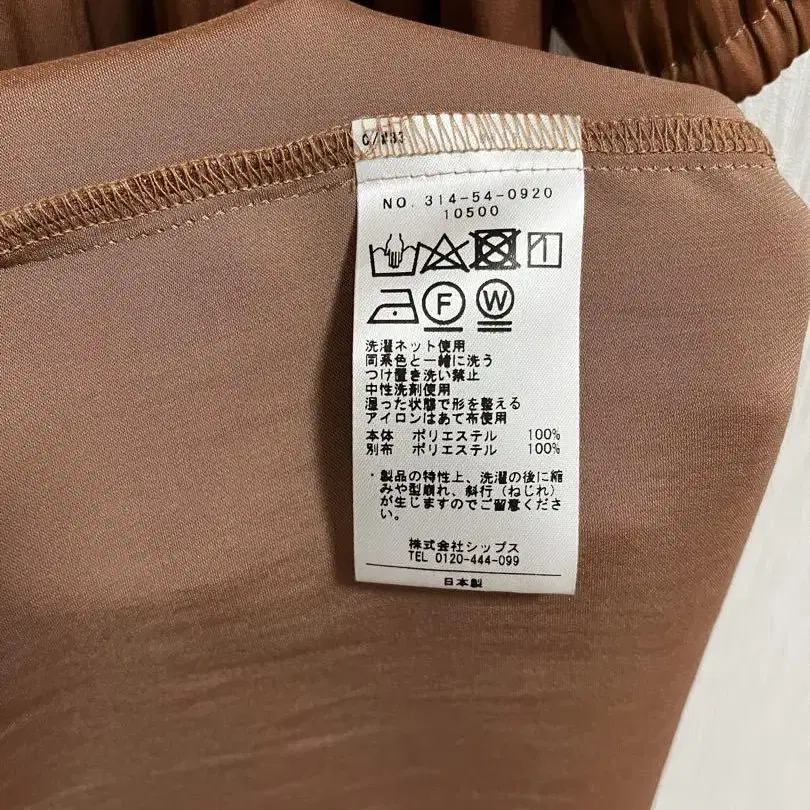 NO. 314-54-0920
10500
F W
洗濯ネット使用
同系色と一緒に洗う
つけ置き洗い禁止
中性洗剤使用
湿った状態で形を整える
アイロンはあて布使用
本体 ポリエステル 100%
別布 ポリエステル 100%
・製品の特性上、洗濯の後に縮
みや型崩れ、斜行（ねじれ）
が生じますのでご留意くださ
い。
株式会社シップス
TEL 0120-444-099
日本製